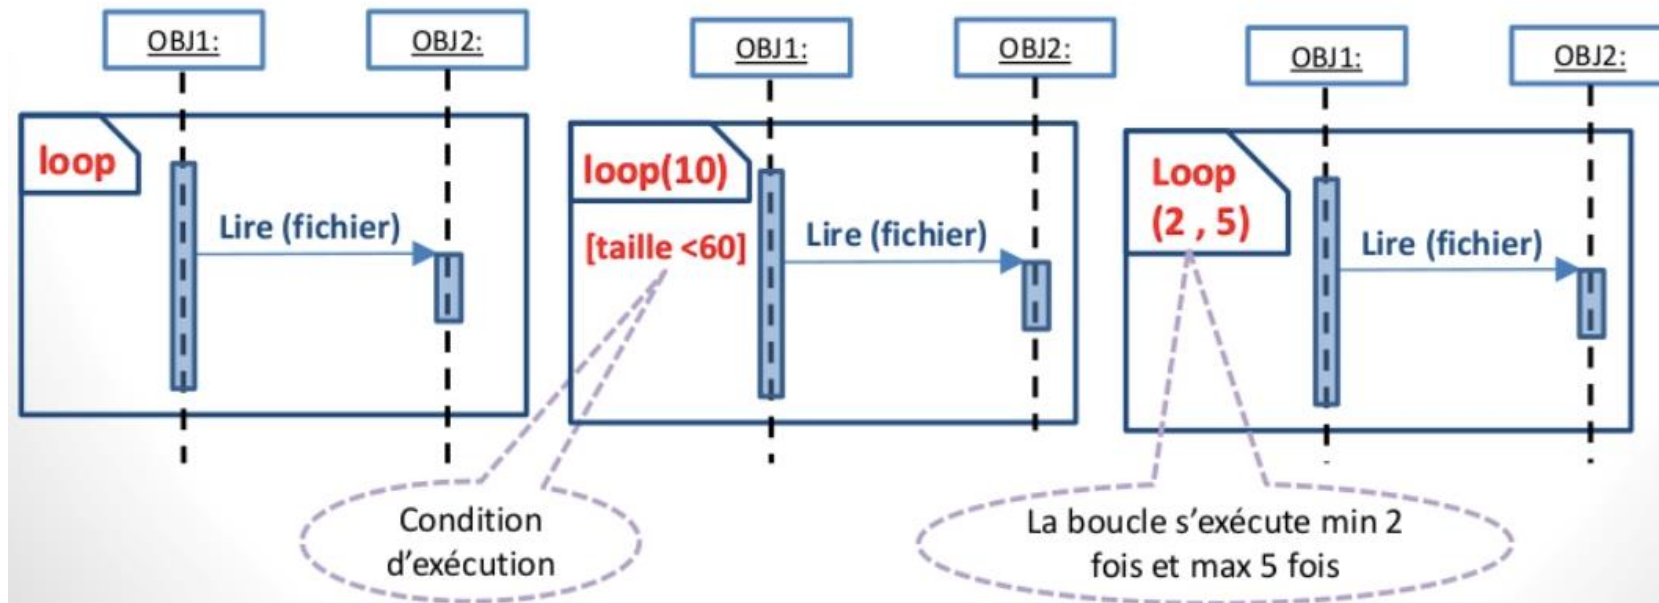 OBJ1:
OBJ2:
loop
Lire (fichier)
OBJ1:
OBJ2:
loop(10)
[taille <60]
Lire (fichier)
Condition
d'exécution
OBJ1:
OBJ2:
Loop
(2 , 5)
Lire (fichier)
La boucle s'exécute min 2
fois et max 5 fois